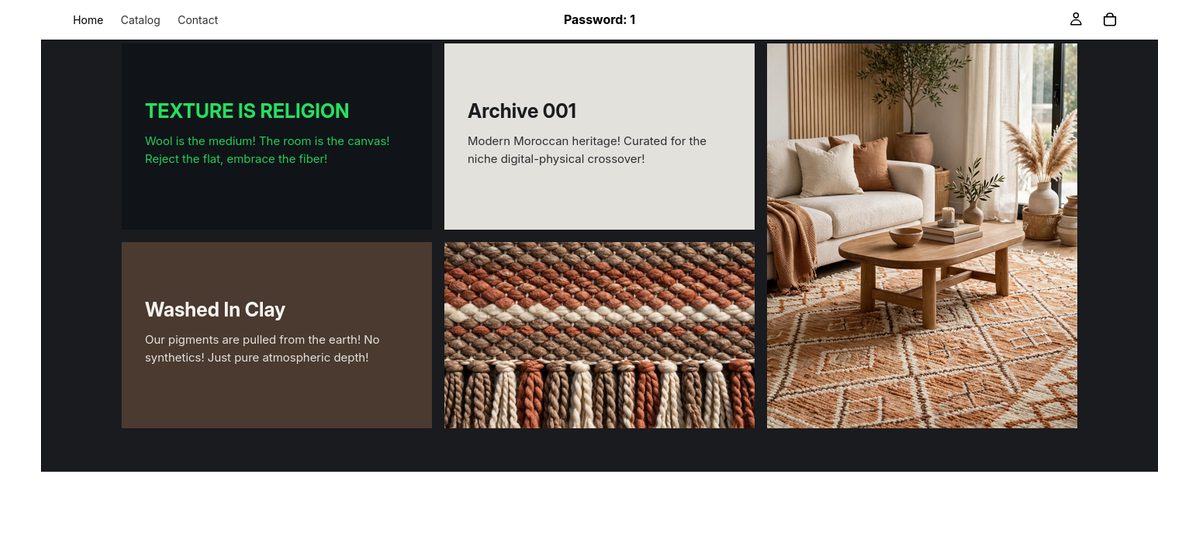 Home
Catalog
Contact
Password: 1
TEXTURE IS RELIGION
Wool is the medium! The room is the canvas!
Reject the flat, embrace the fiber!
Archive 001
Modern Moroccan heritage! Curated for the
niche digital-physical crossover!
Washed In Clay
Our pigments are pulled from the earth! No
synthetics! Just pure atmospheric depth!